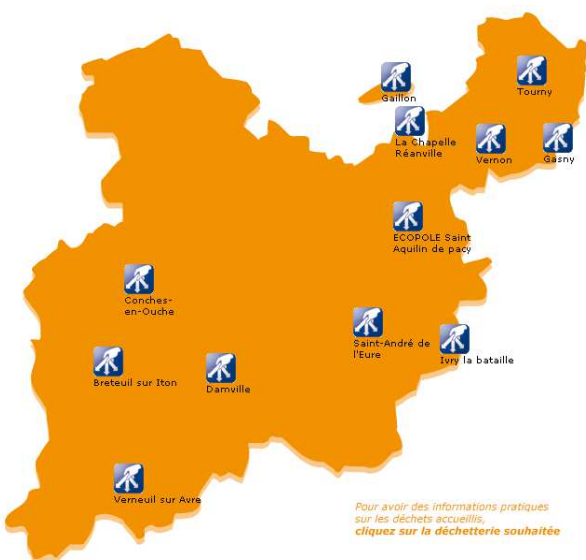 Gaillon
Tourny
La Chapelle
Réanville
Vernon
Gasny
ECOPOLE Saint
Aquilin de pacy
Conches-
en-Ouche
Saint-André de
l'Eure
Ivry la bataille
Breteuil sur Iton
Damville
Verneuil sur Avre
Pour avoir des informations pratiques
sur les déchets accueillis,
cliquez sur la déchetterie souhaitée